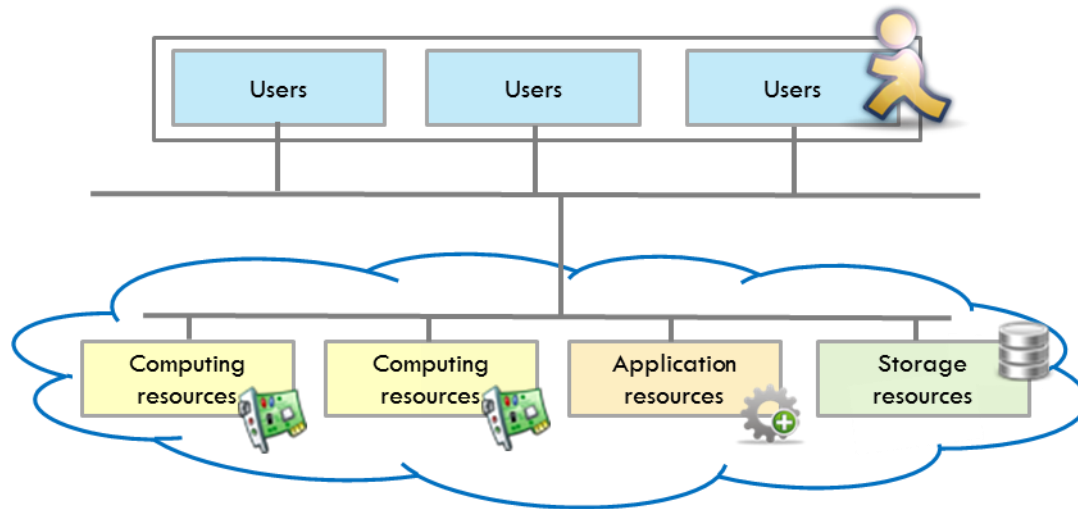 Users
Users
Users
Computing
resources
Computing
resources
Application
resources
Storage
resources